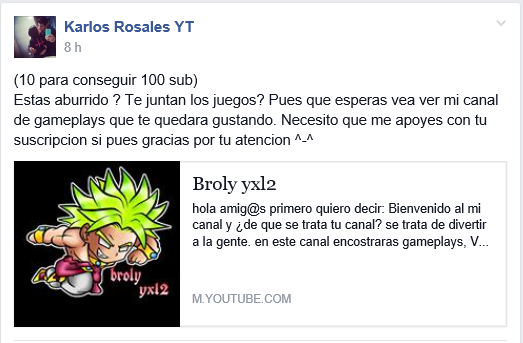 Karlos Rosales YT
8 h
(10 para conseguir 100 sub)
Estas aburrido ? Te juntan los juegos? Pues que esperas vea ver mi canal
de gameplays que te quedara gustando. Necesito que me apoyes con tu
suscripcion si pues gracias por tu atencion ^-^
broly
yxl2
Broly yxl2
hola amig@s primero quiero decir: Bienvenido al mi
canal y ¿de que se trata tu canal? se trata de divertir
a la gente. en este canal encostraras gameplays, V...
M.YOUTUBE.COM